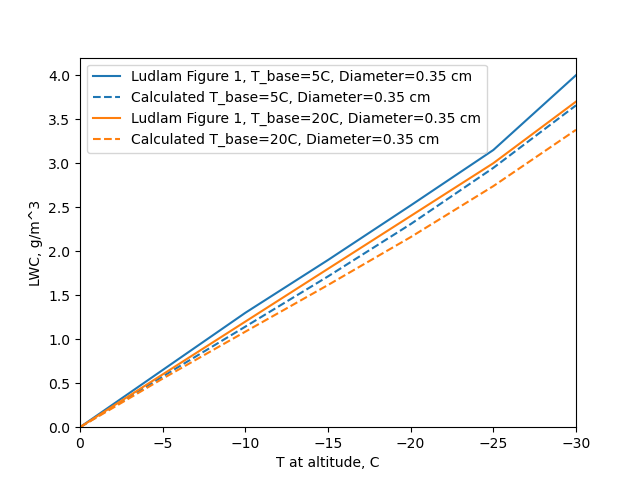 Ludlam Figure 1, T_base=5C, Diameter=0.35 cm
Calculated T_base=5C, Diameter=0.35 cm
Ludlam Figure 1, T_base=20C, Diameter=0.35 cm
Calculated T_base=20C, Diameter=0.35 cm
LWC, g/m^3
4.0
3.5
3.0
2.5
2.0
1.5
1.0
0.5
0.0
0 −5 −10 −15 −20 −25 −30
T at altitude, C